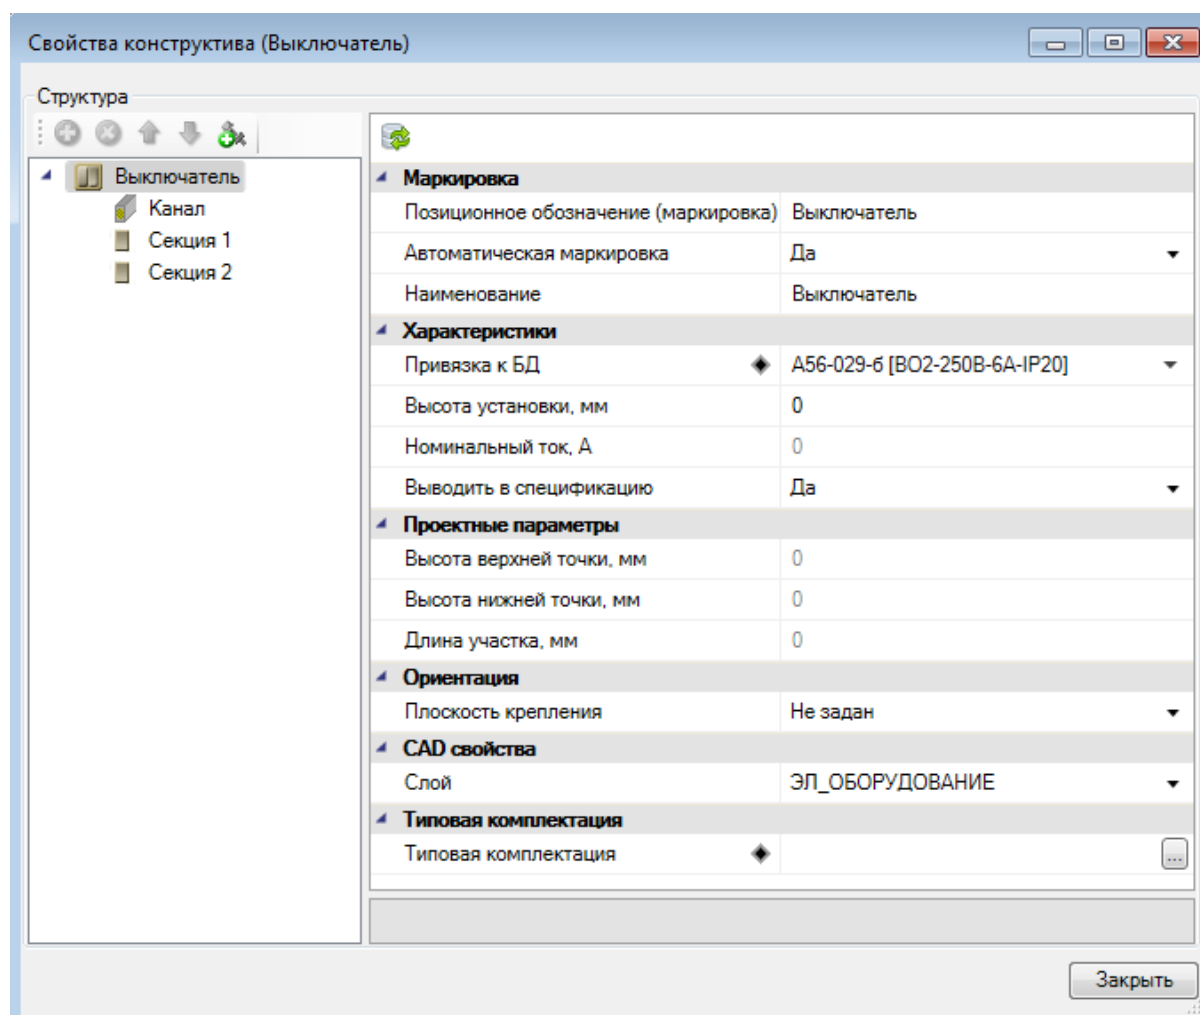 Свойства конструктива (Выключатель)
Структура
Выключатель
Канал
Секция 1
Секция 2
Маркировка
Позиционное обозначение (маркировка) Выключатель
Автоматическая маркировка Да
Наименование Выключатель
Характеристики
Привязка к БД А56-029-б [ВО2-250В-6А-IP20]
Высота установки, мм 0
Номинальный ток, А 0
Выводить в спецификацию Да
Проектные параметры
Высота верхней точки, мм 0
Высота нижней точки, мм 0
Длина участка, мм 0
Ориентация
Плоскость крепления Не задан
CAD свойства
Слой ЭЛ_ОБОРУДОВАНИЕ
Типовая комплектация
Типовая комплектация ...
Закрыть